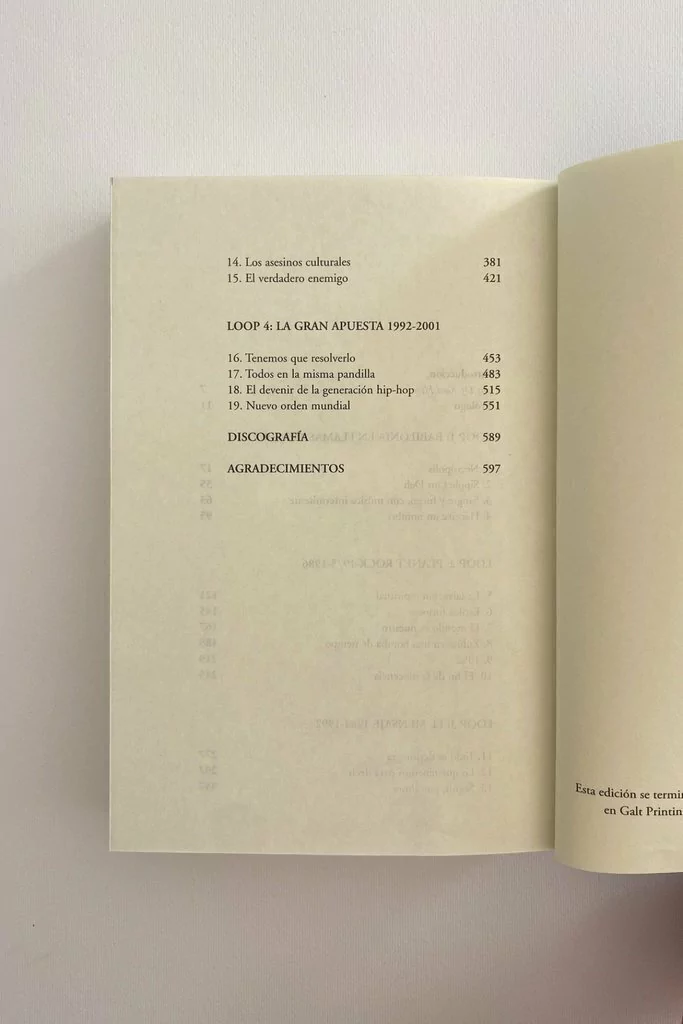 14. Los asesinos culturales 381
15. El verdadero enemigo 421
LOOP 4: LA GRAN APUESTA 1992-2001
16. Tenemos que resolverlo 453
17. Todos en la misma pandilla 483
18. El devenir de la generación hip-hop 515
19. Nuevo orden mundial 551
DISCOGRAFÍA 589
AGRADECIMIENTOS 597
Esta edición se
en Galt